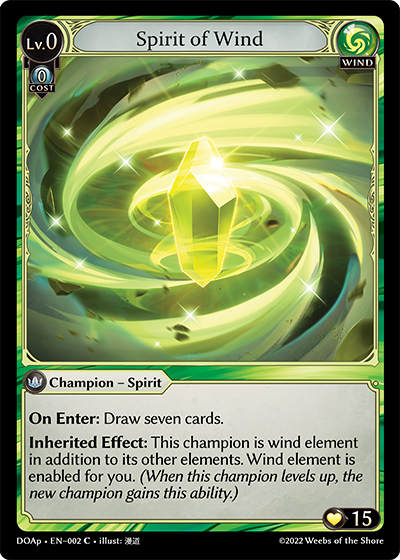 Lv.0
Spirit of Wind
WIND
0
COST
Champion – Spirit
On Enter: Draw seven cards.
Inherited Effect: This champion is wind element
in addition to its other elements. Wind element is
enabled for you. (When this champion levels up, the
new champion gains this ability.)
15
DOAp • EN-002 C • illust: 漫道
©2022 Weebs of the Shore